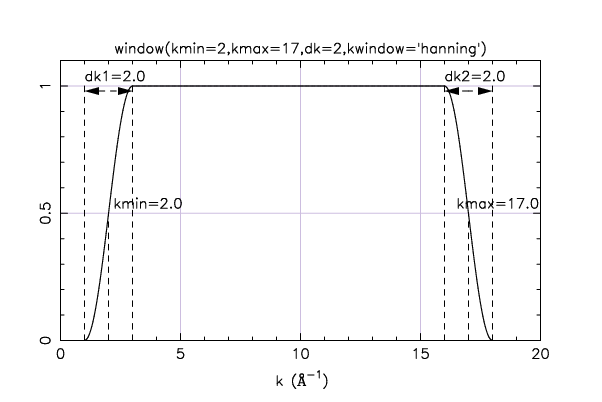 window(kmin=2,kmax=17,dk=2,kwindow='hanning')
dk1=2.0 dk2=2.0
1
kmin=2.0 kmax=17.0
0.5
0
0 5 10 15 20
k (Å⁻¹)